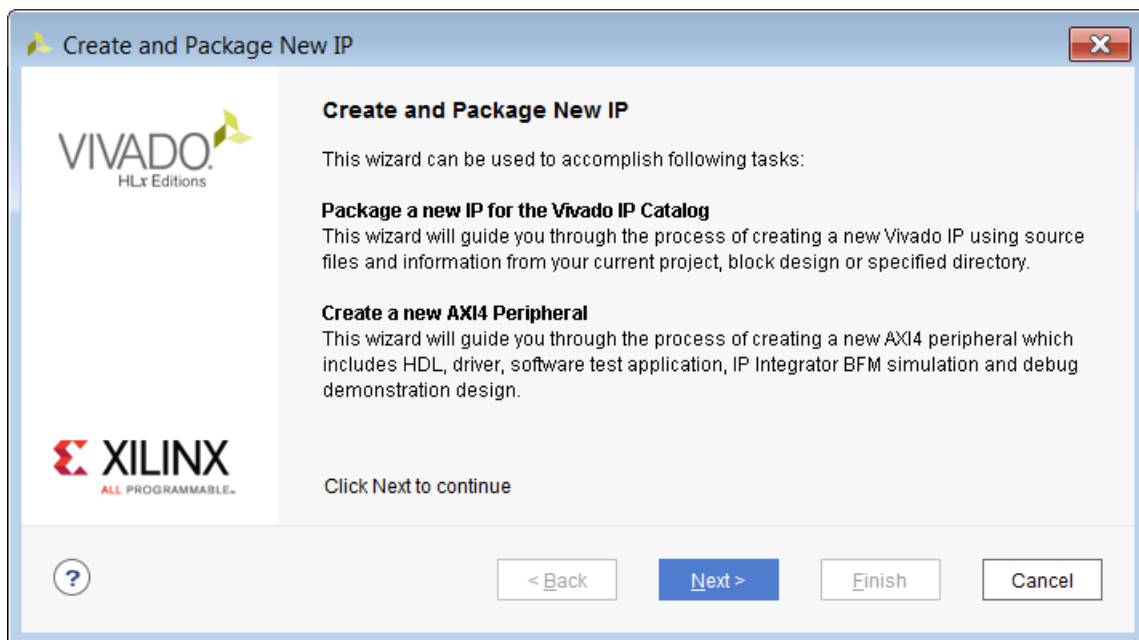 Create and Package New IP
VIVADO.
HLx Editions
Create and Package New IP
This wizard can be used to accomplish following tasks:
Package a new IP for the Vivado IP Catalog
This wizard will guide you through the process of creating a new Vivado IP using source
files and information from your current project, block design or specified directory.
Create a new AXI4 Peripheral
This wizard will guide you through the process of creating a new AXI4 peripheral which
includes HDL, driver, software test application, IP Integrator BFM simulation and debug
demonstration design.
XILINX
ALL PROGRAMMABLE™
Click Next to continue
?
< Back
Next >
Finish
Cancel